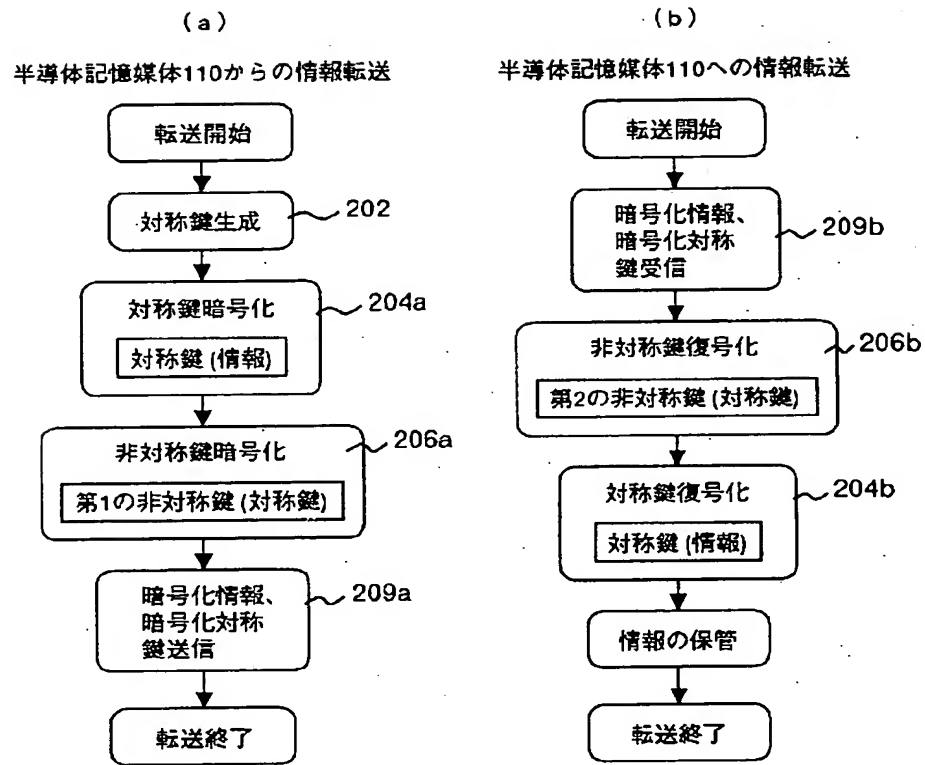 (a)
半導体記憶媒体110からの情報転送
転送開始
対称鍵生成
202
対称鍵暗号化
204a
対称鍵(情報)
非対称鍵暗号化
206a
第1の非対称鍵(対称鍵)
暗号化情報、
暗号化対称
鍵送信
209a
転送終了
(b)
半導体記憶媒体110への情報転送
転送開始
暗号化情報、
暗号化対称
鍵受信
209b
非対称鍵復号化
206b
第2の非対称鍵(対称鍵)
対称鍵復号化
204b
対称鍵(情報)
情報の保管
転送終了